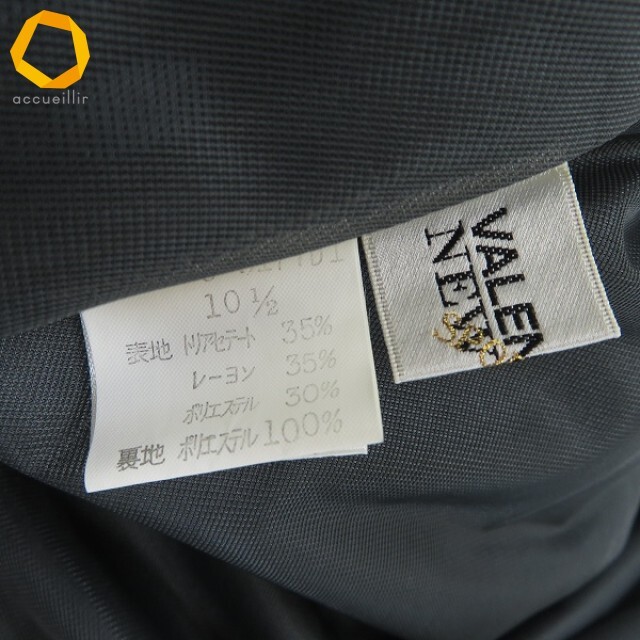 accueillir
10 ½
表地 トリアセテート 35%
レーヨン 35%
ポリエステル 30%
裏地 ポリエステル 100%
VALEN
NEW